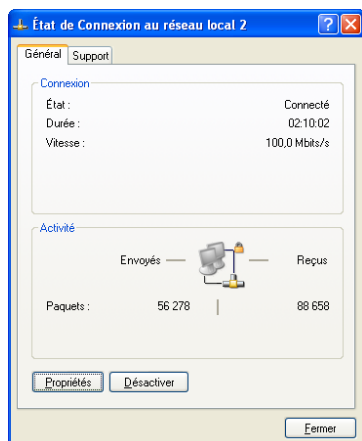 État de Connexion au réseau local 2
Général Support
Connexion
État : Connecté
Durée : 02:10:02
Vitesse : 100,0 Mbits/s
Activité
Envoyés — — Reçus
Paquets : 56 278 | 88 658
Propriétés Désactiver
Fermer